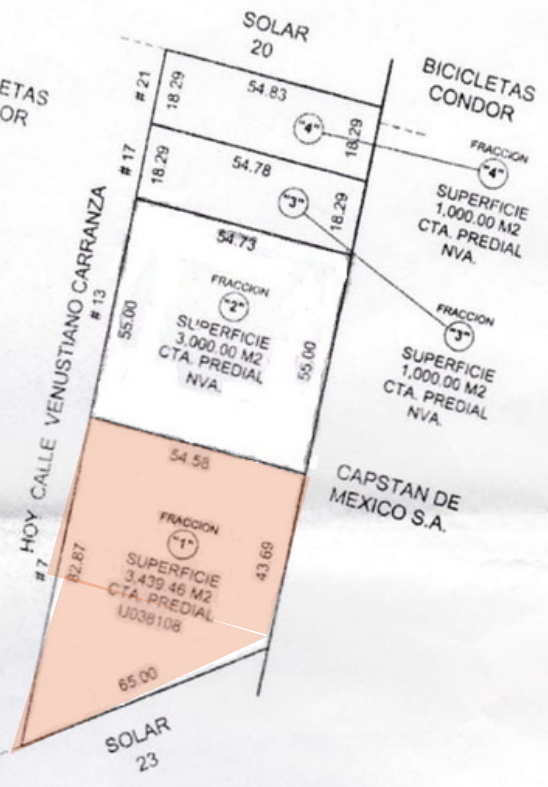 SOLAR
20
BICICLETAS
CONDOR
ETAS
OR
# 21
18.29
54.83
18.29
"4"
FRACCION
"4"
SUPERFICIE
1,000.00 M2
CTA. PREDIAL
NVA.
# 17
18.29
54.78
18.29
"3"
FRACCION
"3"
SUPERFICIE
1,000.00 M2
CTA. PREDIAL
NVA.
HOY CALLE VENUSTIANO CARRANZA
# 13
54.73
55.00
55.00
FRACCION
"2"
SUPERFICIE
3,000.00 M2
CTA. PREDIAL
NVA.
54.58
CAPSTAN DE
MEXICO S.A.
# 7
82.87
43.69
FRACCION
"1"
SUPERFICIE
3,439.46 M2
CTA. PREDIAL
U038108
65.00
SOLAR
23